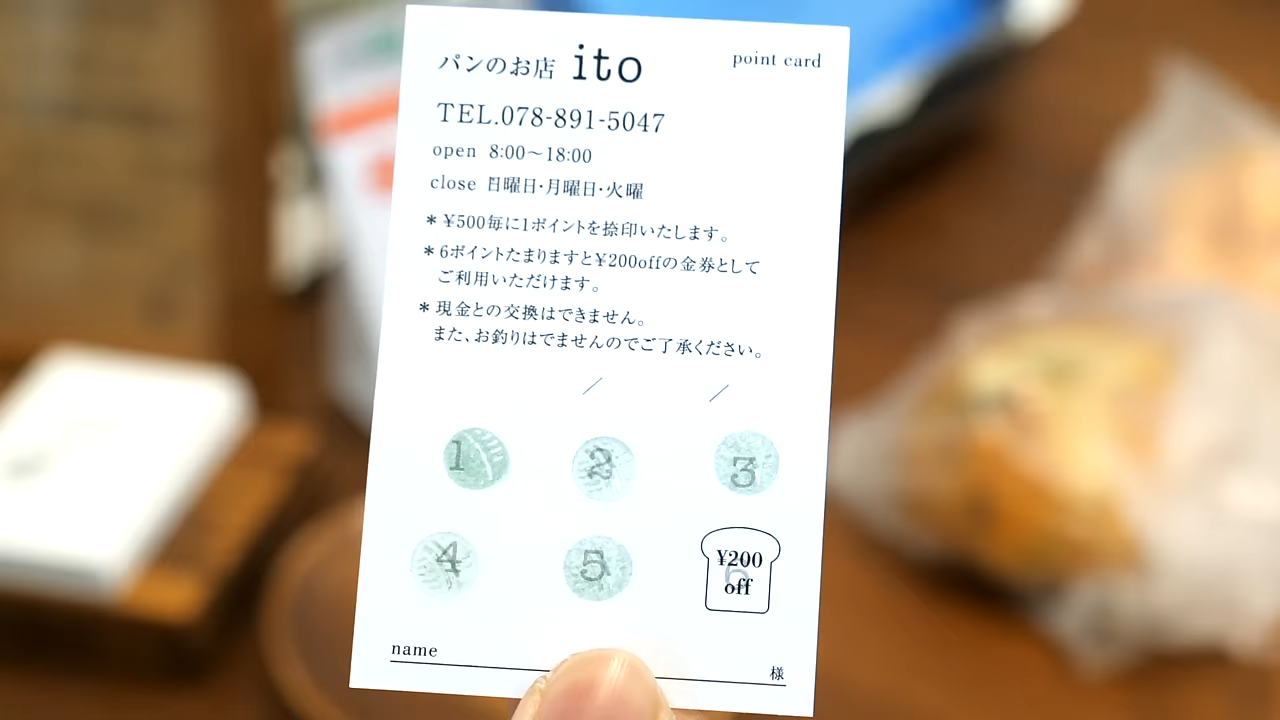 パンのお店 ito
point card
TEL.078-891-5047
open 8:00～18:00
close 日曜日・月曜日・火曜
＊¥500毎に1ポイントを捺印いたします。
＊6ポイントたまりますと¥200offの金券として
ご利用いただけます。
＊現金との交換はできません。
また、お釣りはでませんのでご了承ください。
／ ／
1 2 3
4 5 6
¥200
off
name
様